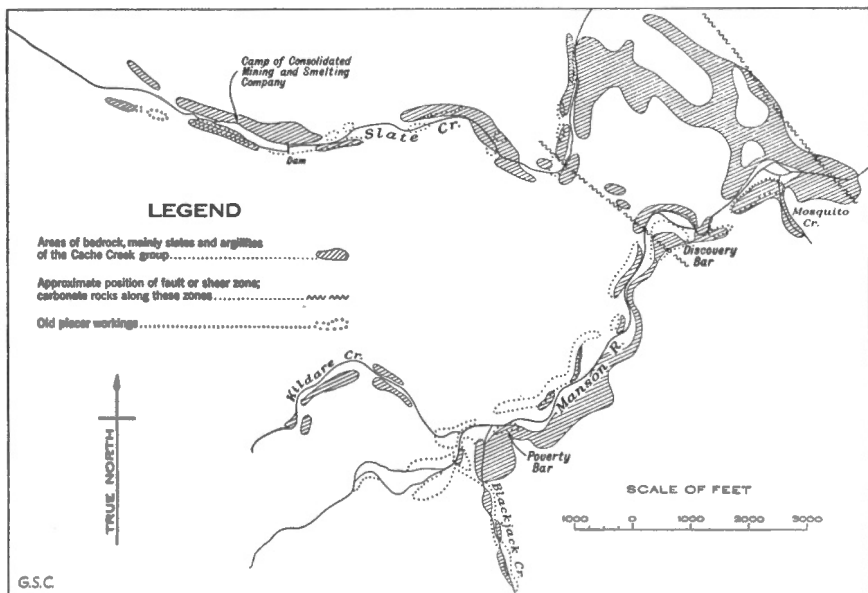 Camp of Consolidated
Mining and Smelting
Company
Slate Cr.
Dam
Mosquito
Cr.
Discovery
Bar
LEGEND
Areas of bedrock, mainly slates and argillites
of the Cache Creek group
Approximate position of fault or sheer zone;
carbonate rocks along these zones
Old placer workings
Kildare Cr.
Manson R.
Poverty
Bar
Blackjack Cr.
TRUE NORTH
SCALE OF FEET
1000 0 1000 2000 3000
G.S.C.